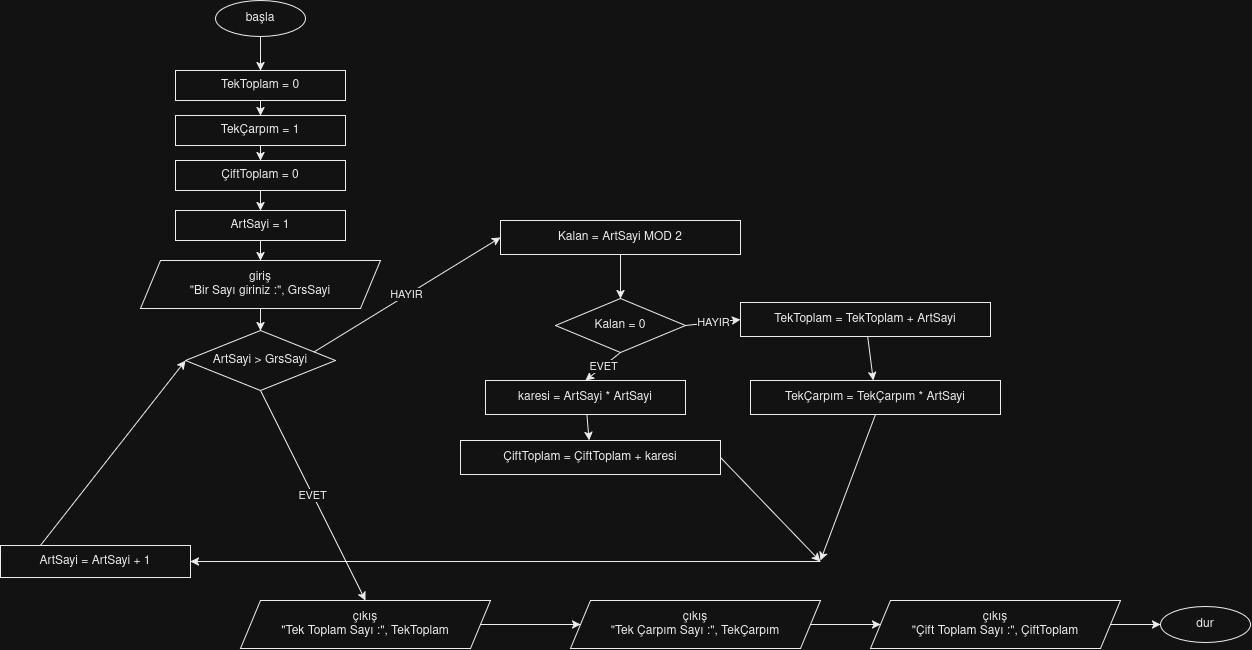 başla
TekToplam = 0
TekÇarpım = 1
ÇiftToplam = 0
ArtSayi = 1
giriş
"Bir Sayı giriniz :", GrsSayi
ArtSayi > GrsSayi
HAYIR
Kalan = ArtSayi MOD 2
Kalan = 0
HAYIR
TekToplam = TekToplam + ArtSayi
TekÇarpım = TekÇarpım * ArtSayi
EVET
karesi = ArtSayi * ArtSayi
ÇiftToplam = ÇiftToplam + karesi
ArtSayi = ArtSayi + 1
EVET
çıkış
"Tek Toplam Sayı :", TekToplam
çıkış
"Tek Çarpım Sayı :", TekÇarpım
çıkış
"Çift Toplam Sayı :", ÇiftToplam
dur